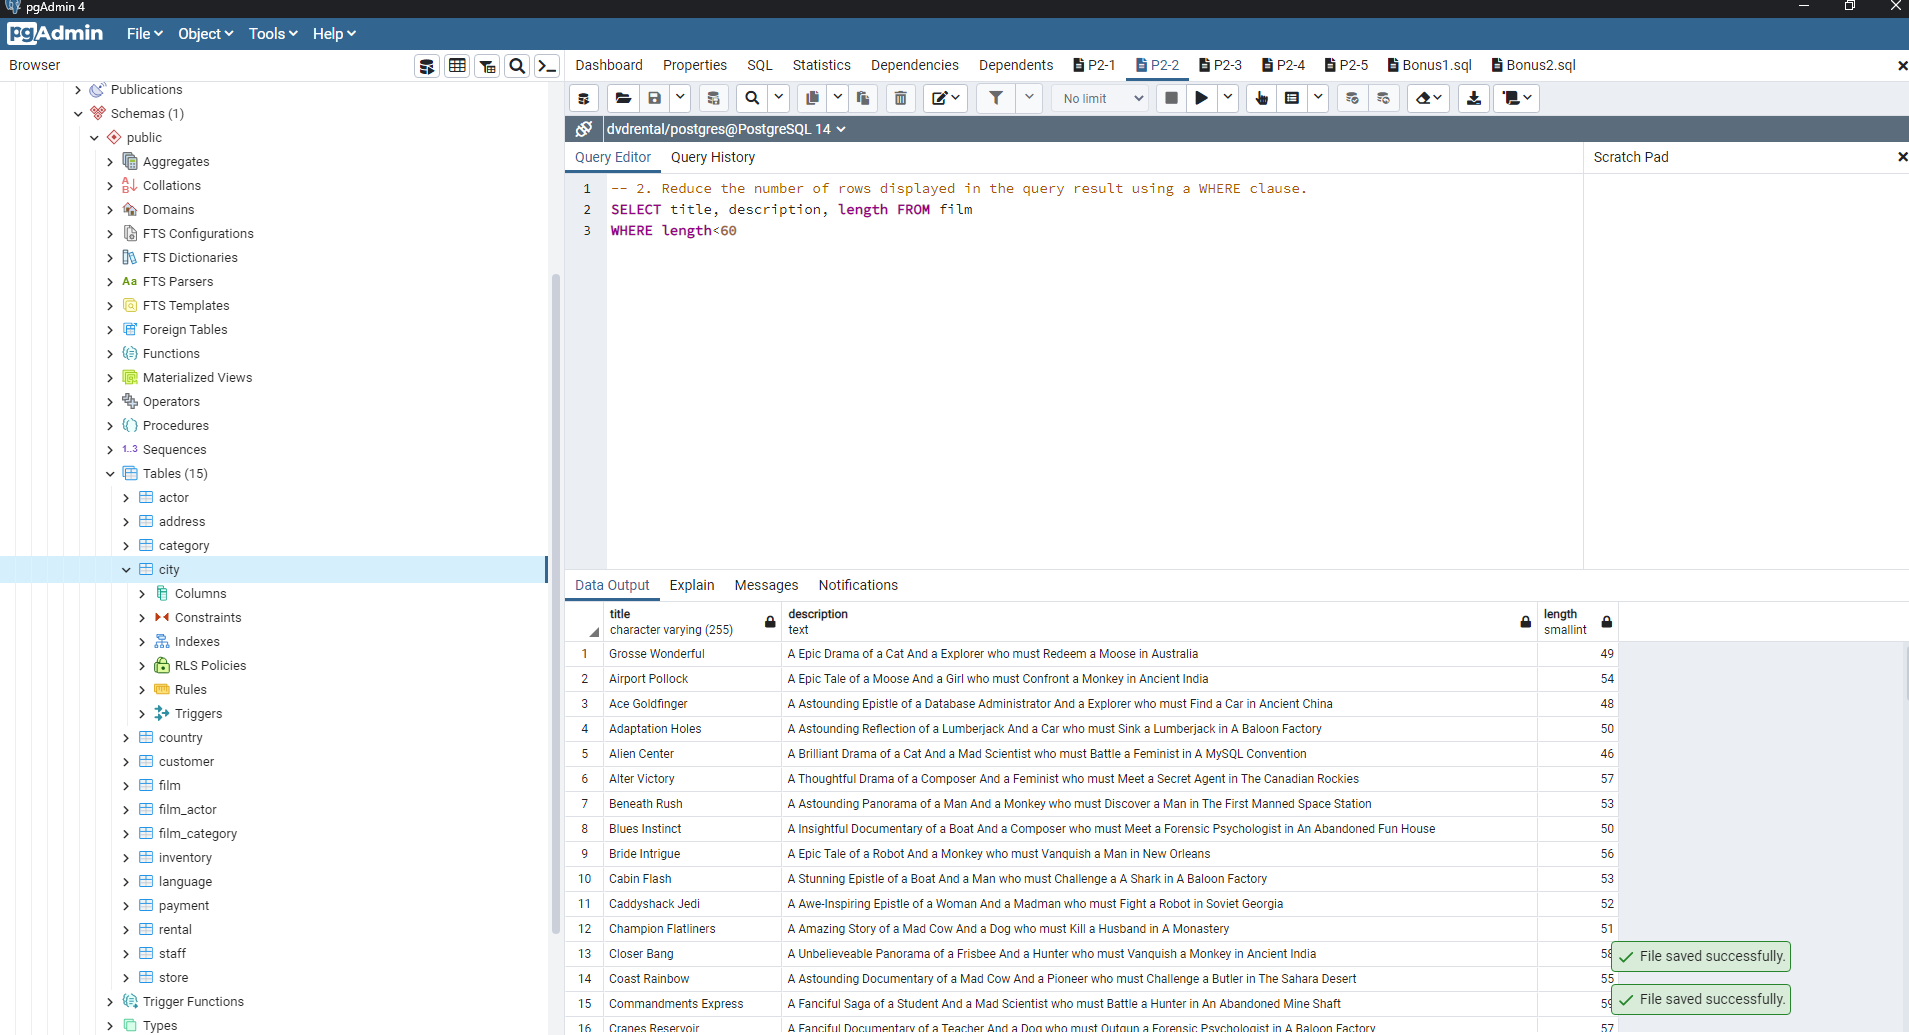 pgAdmin 4
pgAdmin File Object Tools Help
Browser
Dashboard Properties SQL Statistics Dependencies Dependents P2-1 P2-2 P2-3 P2-4 P2-5 Bonus1.sql Bonus2.sql
No limit
dvdrental/postgres@PostgreSQL 14
Query Editor Query History
Scratch Pad
1 -- 2. Reduce the number of rows displayed in the query result using a WHERE clause.
2 SELECT title, description, length FROM film
3 WHERE length<60
Publications
Schemas (1)
public
Aggregates
Collations
Domains
FTS Configurations
FTS Dictionaries
Aa FTS Parsers
FTS Templates
Foreign Tables
Functions
Materialized Views
Operators
Procedures
1..3 Sequences
Tables (15)
actor
address
category
city
Columns
Constraints
Indexes
RLS Policies
Rules
Triggers
country
customer
film
film_actor
film_category
inventory
language
payment
rental
staff
store
Trigger Functions
Types
Data Output Explain Messages Notifications
title description length
character varying (255) text smallint
1 Grosse Wonderful A Epic Drama of a Cat And a Explorer who must Redeem a Moose in Australia 49
2 Airport Pollock A Epic Tale of a Moose And a Girl who must Confront a Monkey in Ancient India 54
3 Ace Goldfinger A Astounding Epistle of a Database Administrator And a Explorer who must Find a Car in Ancient China 48
4 Adaptation Holes A Astounding Reflection of a Lumberjack And a Car who must Sink a Lumberjack in A Baloon Factory 50
5 Alien Center A Brilliant Drama of a Cat And a Mad Scientist who must Battle a Feminist in A MySQL Convention 46
6 Alter Victory A Thoughtful Drama of a Composer And a Feminist who must Meet a Secret Agent in The Canadian Rockies 57
7 Beneath Rush A Astounding Panorama of a Man And a Monkey who must Discover a Man in The First Manned Space Station 53
8 Blues Instinct A Insightful Documentary of a Boat And a Composer who must Meet a Forensic Psychologist in An Abandoned Fun House 50
9 Bride Intrigue A Epic Tale of a Robot And a Monkey who must Vanquish a Man in New Orleans 56
10 Cabin Flash A Stunning Epistle of a Boat And a Man who must Challenge a A Shark in A Baloon Factory 53
11 Caddyshack Jedi A Awe-Inspiring Epistle of a Woman And a Madman who must Fight a Robot in Soviet Georgia 52
12 Champion Flatliners A Amazing Story of a Mad Cow And a Dog who must Kill a Husband in A Monastery 51
13 Closer Bang A Unbelieveable Panorama of a Frisbee And a Hunter who must Vanquish a Monkey in Ancient India 58
14 Coast Rainbow A Astounding Documentary of a Mad Cow And a Pioneer who must Challenge a Butler in The Sahara Desert 55
15 Commandments Express A Fanciful Saga of a Student And a Mad Scientist who must Battle a Hunter in An Abandoned Mine Shaft 59
16 Cranes Reservoir A Fanciful Documentary of a Teacher And a Dog who must Outgun a Forensic Psychologist in A Baloon Factory 57
File saved successfully.
File saved successfully.